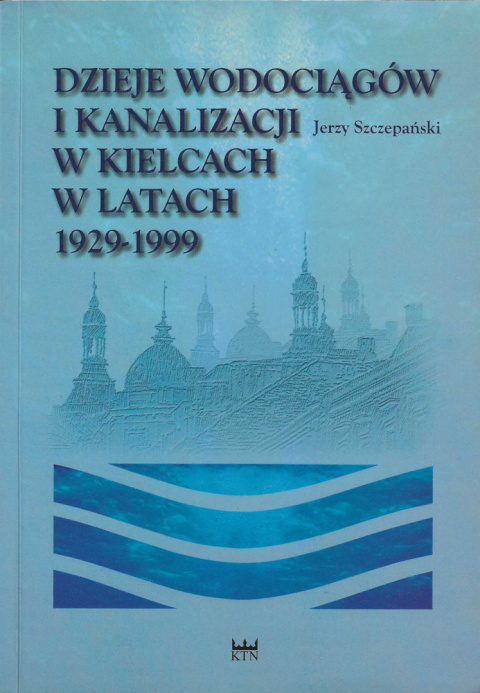 DZIEJE WODOCIĄGÓW
I KANALIZACJI Jerzy Szczepański
W KIELCACH
W LATACH
1929-1999
KTN